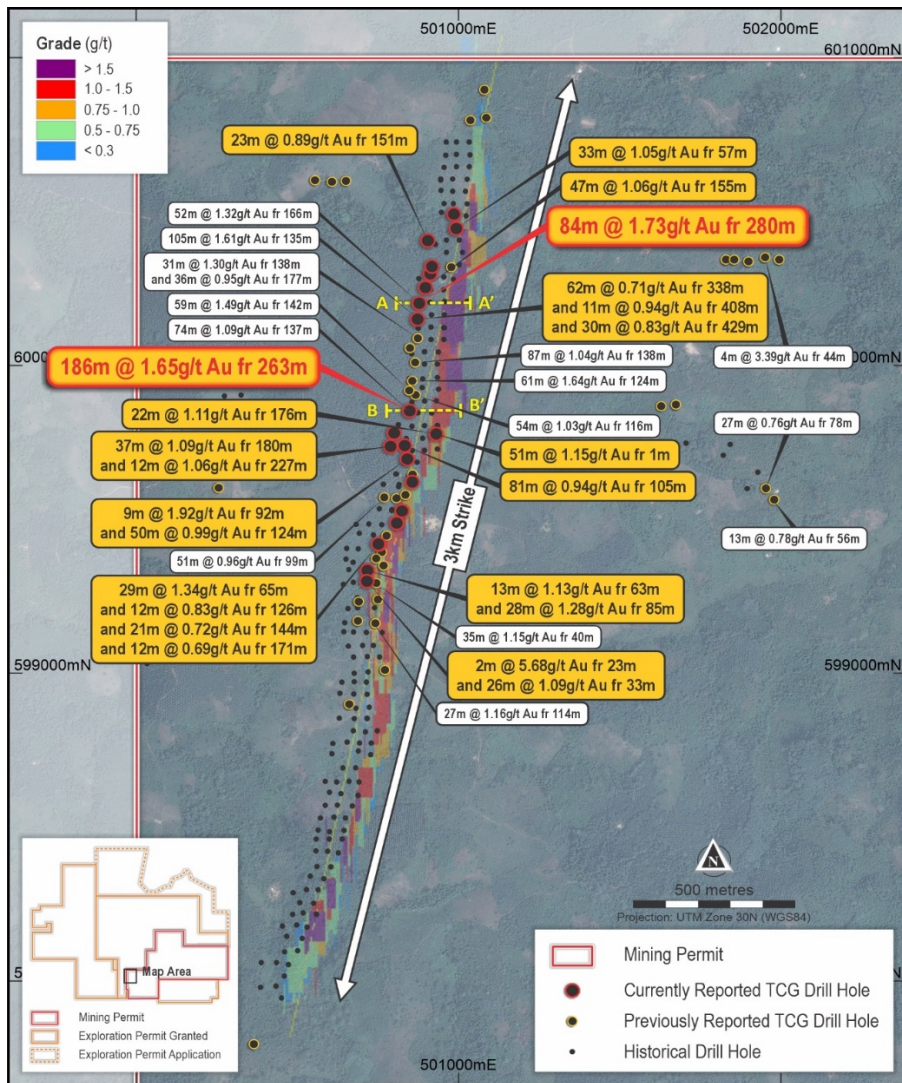 501000mE
502000mE
601000mN
Grade (g/t)
> 1.5
1.0 - 1.5
0.75 - 1.0
0.5 - 0.75
< 0.3
23m @ 0.89g/t Au fr 151m
33m @ 1.05g/t Au fr 57m
47m @ 1.06g/t Au fr 155m
52m @ 1.32g/t Au fr 166m
84m @ 1.73g/t Au fr 280m
105m @ 1.61g/t Au fr 135m
31m @ 1.30g/t Au fr 138m
and 36m @ 0.95g/t Au fr 177m
62m @ 0.71g/t Au fr 338m
and 11m @ 0.94g/t Au fr 408m
and 30m @ 0.83g/t Au fr 429m
A
A'
59m @ 1.49g/t Au fr 142m
74m @ 1.09g/t Au fr 137m
87m @ 1.04g/t Au fr 138m
4m @ 3.39g/t Au fr 44m
186m @ 1.65g/t Au fr 263m
61m @ 1.64g/t Au fr 124m
B
B'
54m @ 1.03g/t Au fr 116m
27m @ 0.76g/t Au fr 78m
22m @ 1.11g/t Au fr 176m
37m @ 1.09g/t Au fr 180m
and 12m @ 1.06g/t Au fr 227m
51m @ 1.15g/t Au fr 1m
81m @ 0.94g/t Au fr 105m
9m @ 1.92g/t Au fr 92m
and 50m @ 0.99g/t Au fr 124m
3km Strike
13m @ 0.78g/t Au fr 56m
51m @ 0.96g/t Au fr 99m
29m @ 1.34g/t Au fr 65m
and 12m @ 0.83g/t Au fr 126m
and 21m @ 0.72g/t Au fr 144m
and 12m @ 0.69g/t Au fr 171m
13m @ 1.13g/t Au fr 63m
and 28m @ 1.28g/t Au fr 85m
35m @ 1.15g/t Au fr 40m
2m @ 5.68g/t Au fr 23m
and 26m @ 1.09g/t Au fr 33m
27m @ 1.16g/t Au fr 114m
599000mN
599000mN
N
500 metres
Projection: UTM Zone 30N (WGS84)
Map Area
Mining Permit
Exploration Permit Granted
Exploration Permit Application
Mining Permit
Currently Reported TCG Drill Hole
Previously Reported TCG Drill Hole
Historical Drill Hole
501000mE